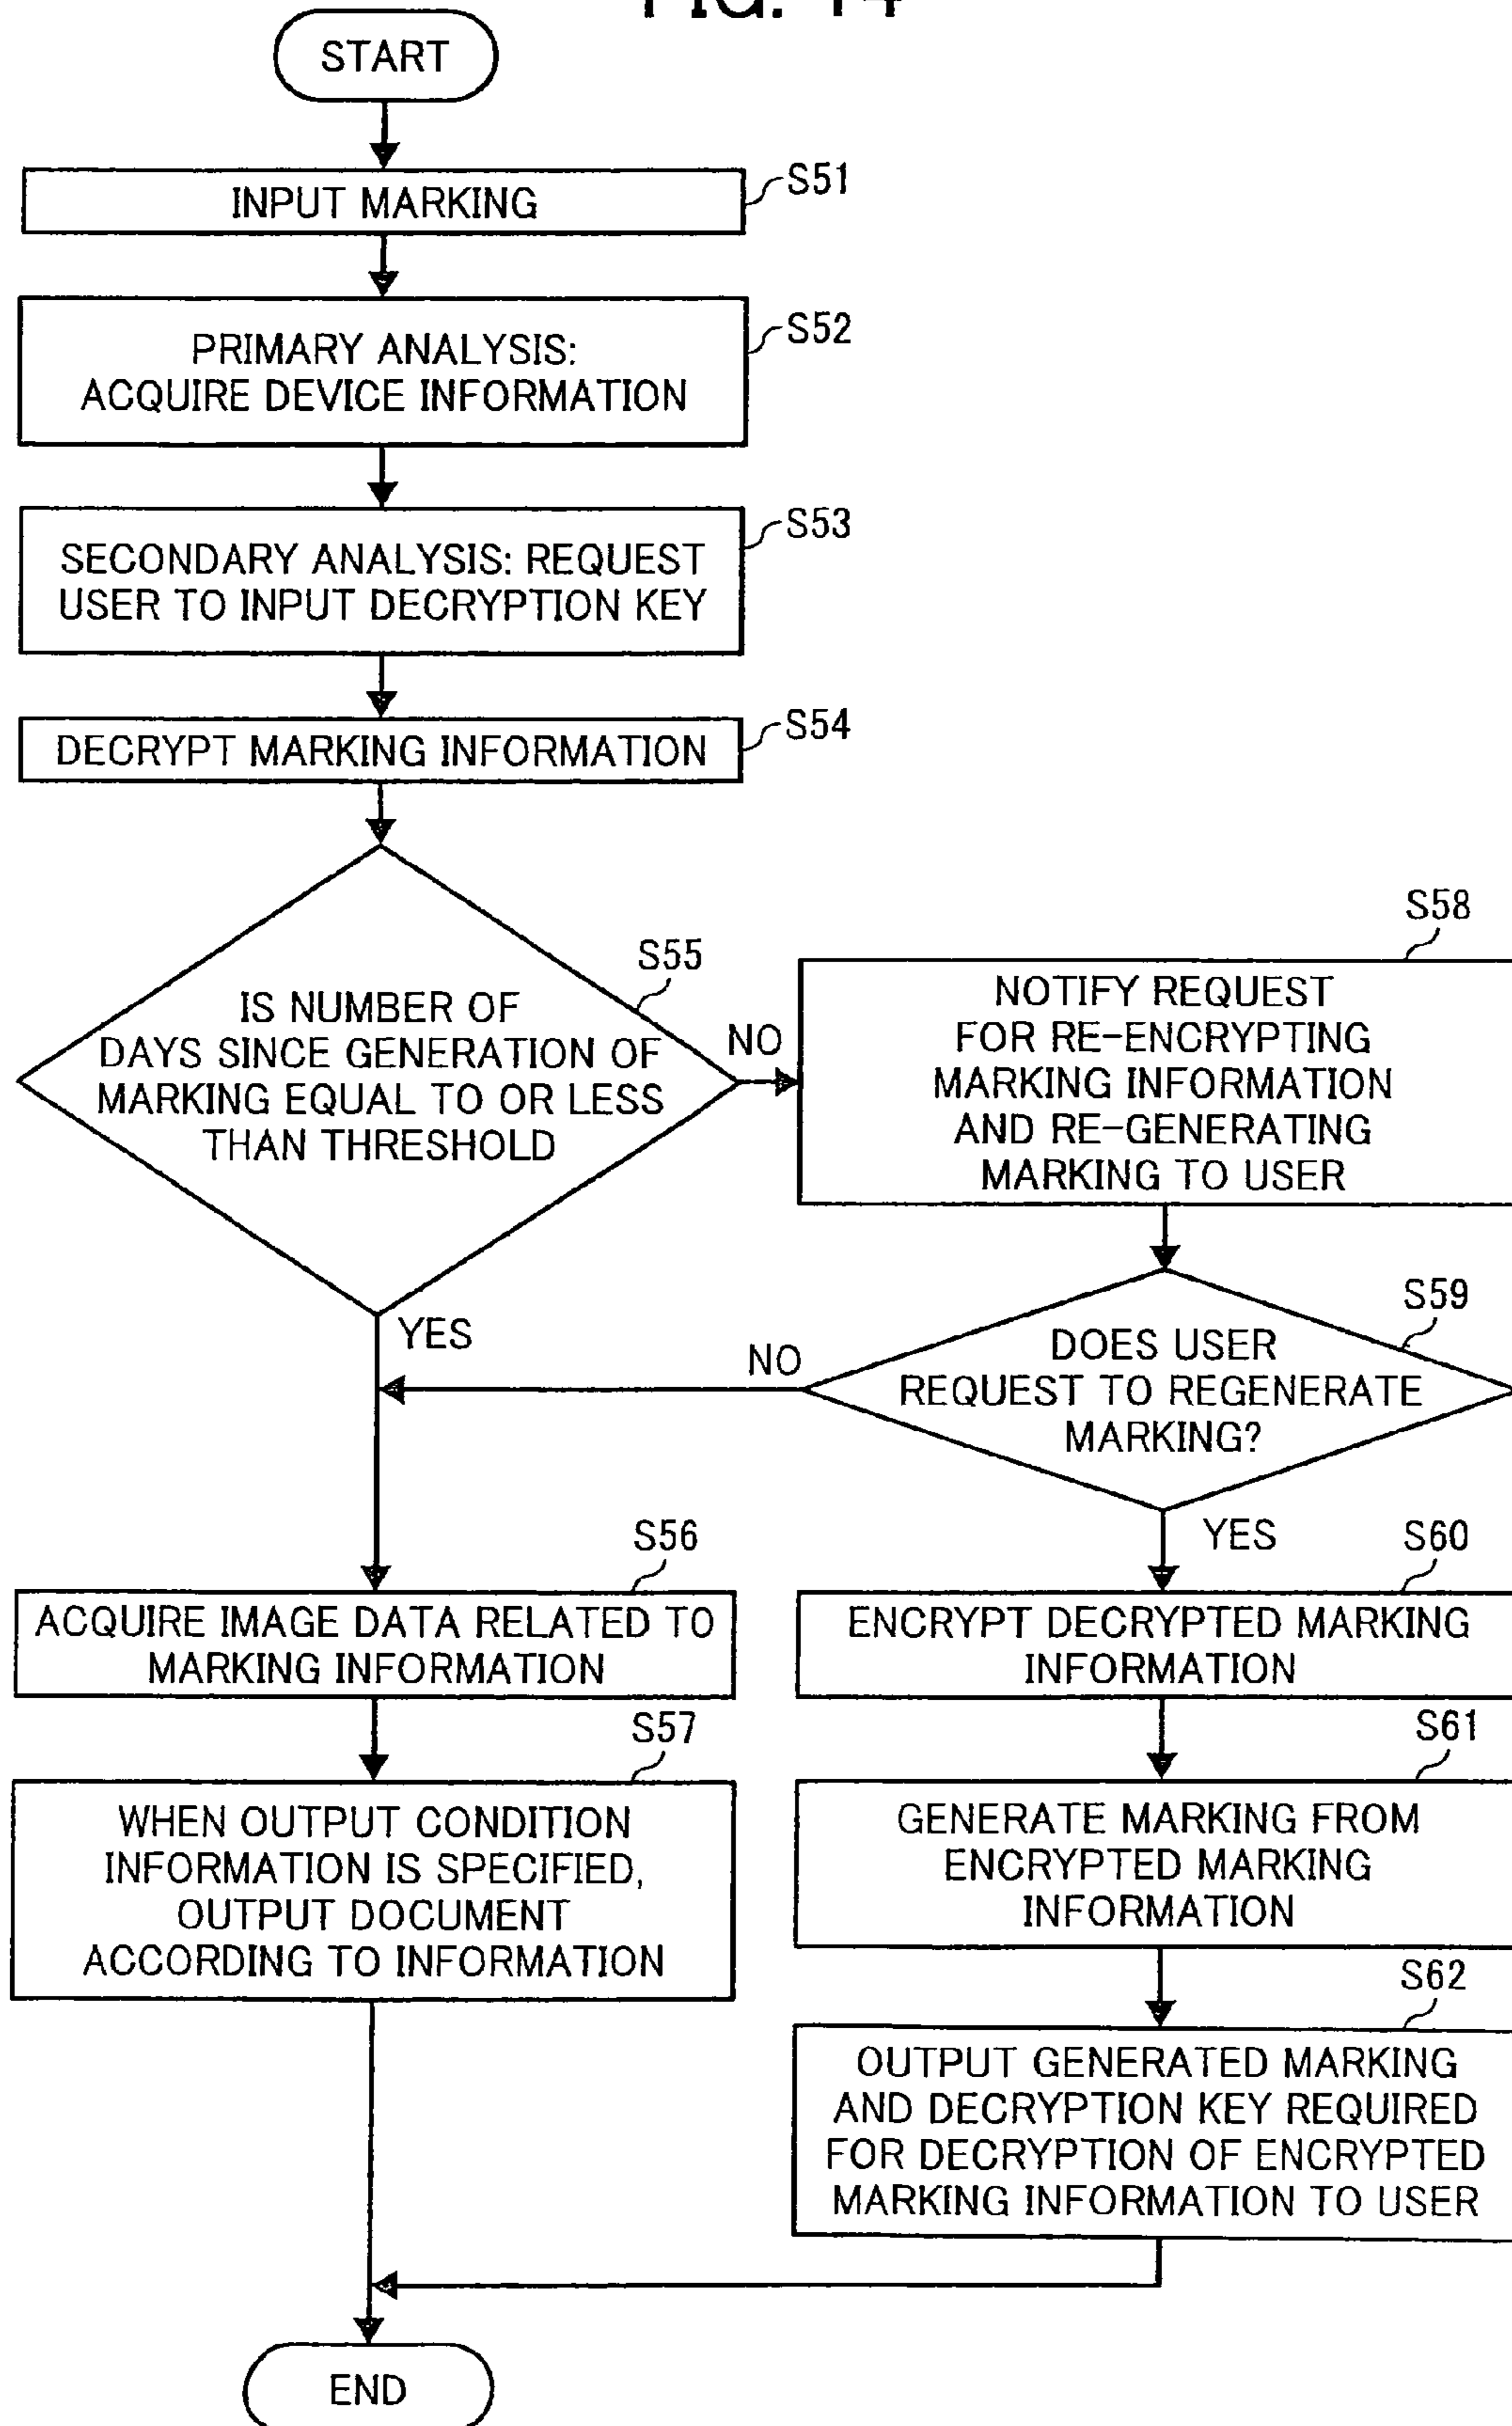 FIG. 14
START
INPUT MARKING
S51
PRIMARY ANALYSIS:
ACQUIRE DEVICE INFORMATION
S52
SECONDARY ANALYSIS: REQUEST
USER TO INPUT DECRYPTION KEY
S53
DECRYPT MARKING INFORMATION
S54
IS NUMBER OF
DAYS SINCE GENERATION OF
MARKING EQUAL TO OR LESS
THAN THRESHOLD
S55
NO
YES
S58
NOTIFY REQUEST
FOR RE-ENCRYPTING
MARKING INFORMATION
AND RE-GENERATING
MARKING TO USER
S59
DOES USER
REQUEST TO REGENERATE
MARKING?
NO
YES
S56
ACQUIRE IMAGE DATA RELATED TO
MARKING INFORMATION
S57
WHEN OUTPUT CONDITION
INFORMATION IS SPECIFIED,
OUTPUT DOCUMENT
ACCORDING TO INFORMATION
S60
ENCRYPT DECRYPTED MARKING
INFORMATION
S61
GENERATE MARKING FROM
ENCRYPTED MARKING
INFORMATION
S62
OUTPUT GENERATED MARKING
AND DECRYPTION KEY REQUIRED
FOR DECRYPTION OF ENCRYPTED
MARKING INFORMATION TO USER
END